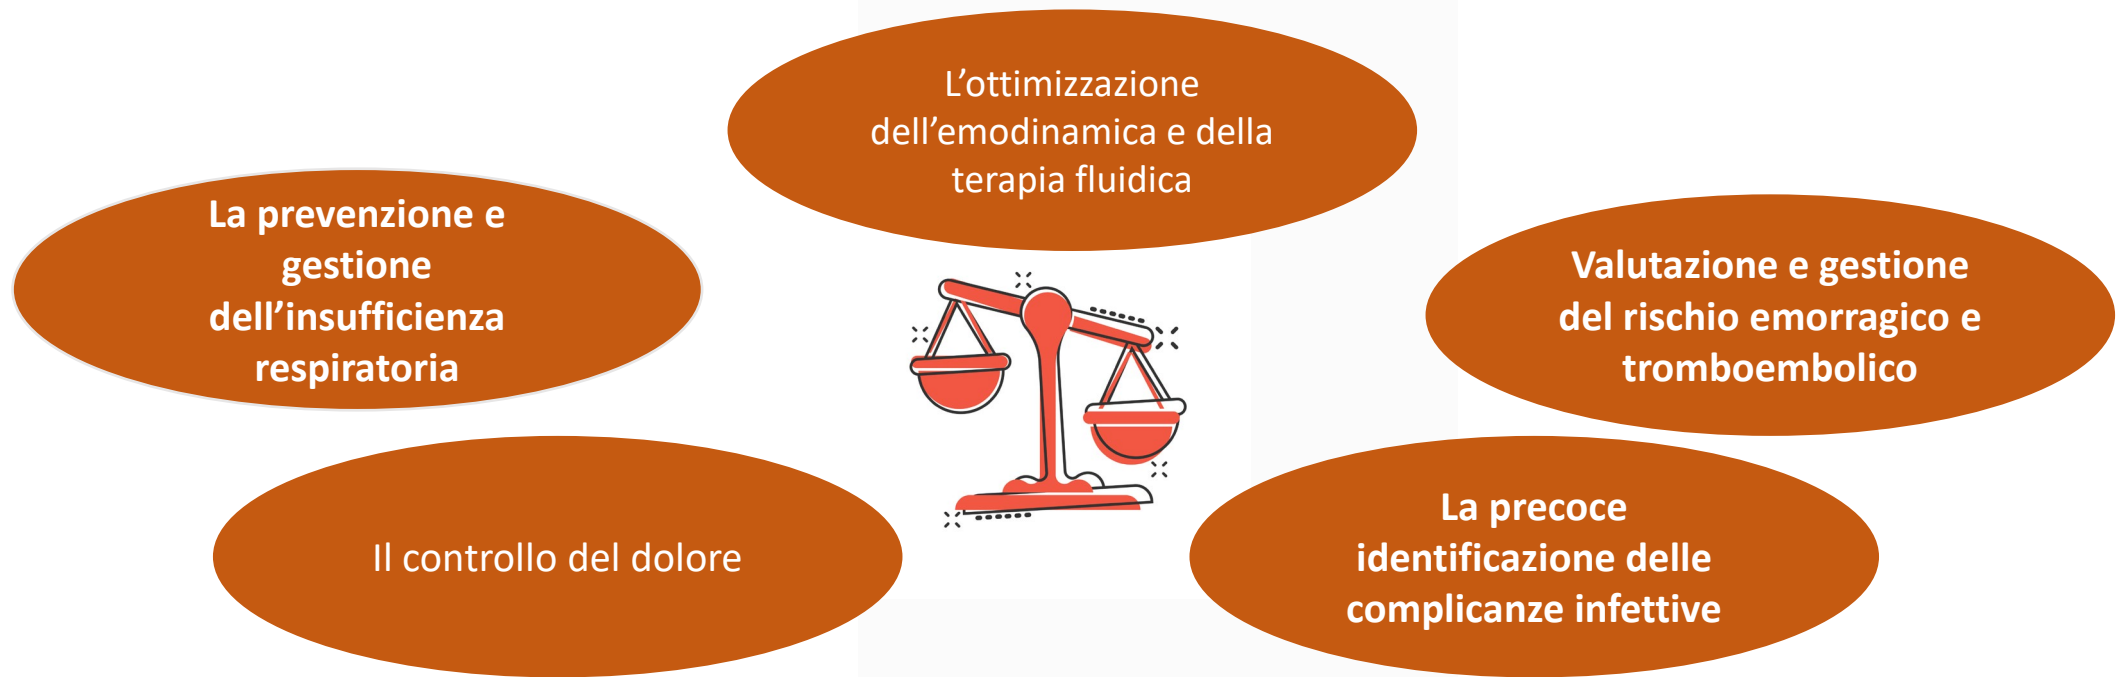 L’ottimizzazione
dell’emodinamica e della
terapia fluidica
La prevenzione e
gestione
dell’insufficienza
respiratoria
Valutazione e gestione
del rischio emorragico e
tromboembolico
Il controllo del dolore
La precoce
identificazione delle
complicanze infettive